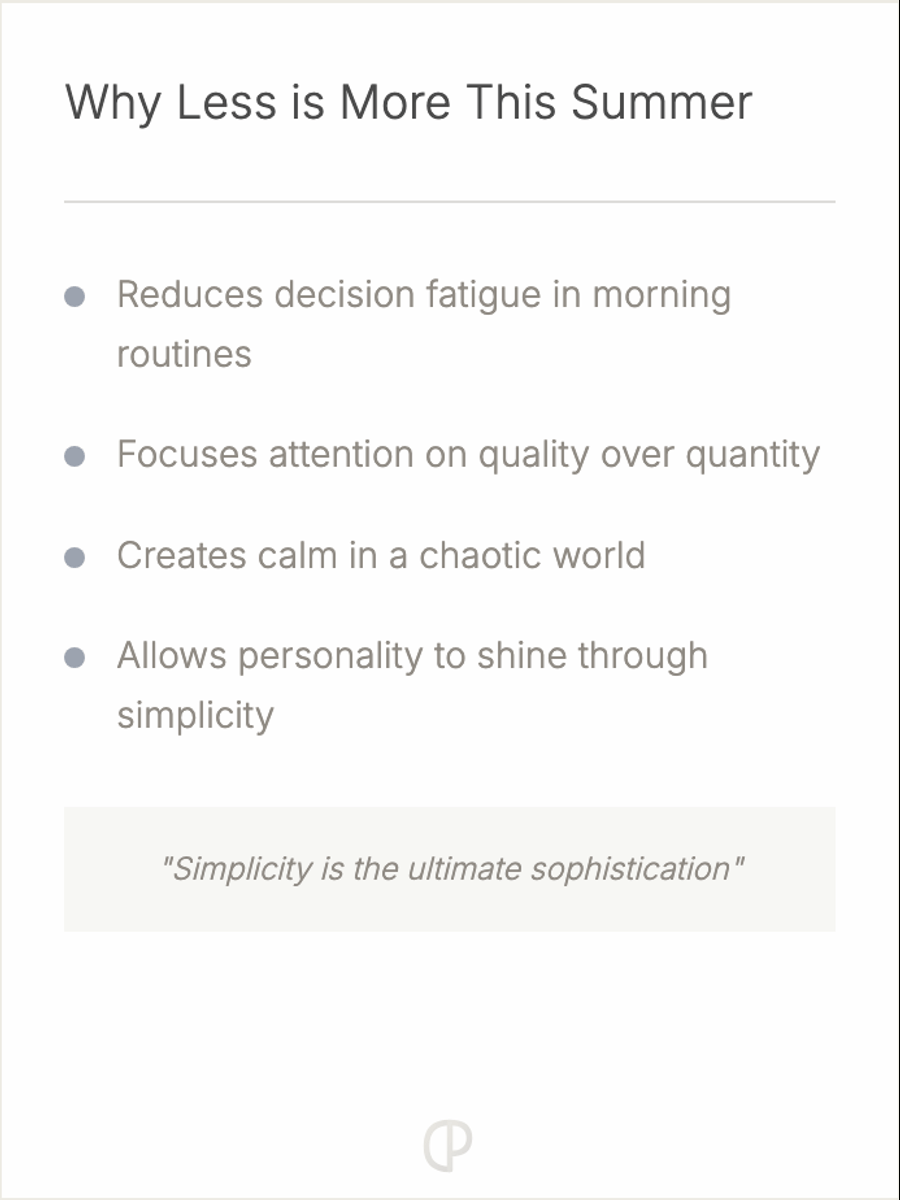 Why Less is More This Summer
Reduces decision fatigue in morning
routines
Focuses attention on quality over quantity
Creates calm in a chaotic world
Allows personality to shine through
simplicity
"Simplicity is the ultimate sophistication"